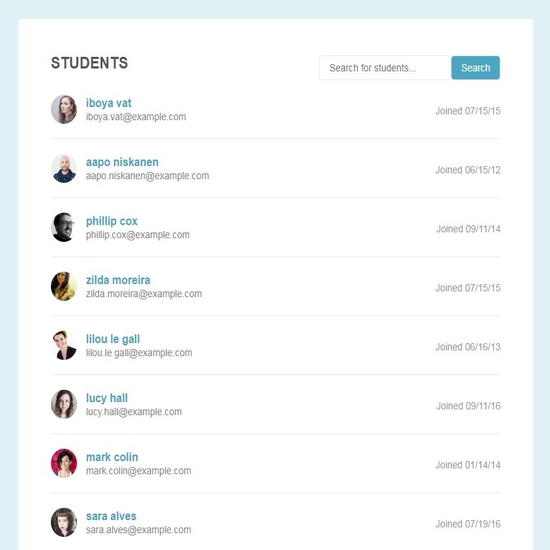 STUDENTS
Search for students...
Search
iboya vat
iboya.vat@example.com
Joined 07/15/15
aapo niskanen
aapo.niskanen@example.com
Joined 06/15/12
phillip cox
phillip.cox@example.com
Joined 09/11/14
zilda moreira
zilda.moreira@example.com
Joined 07/15/15
lilou le gall
lilou.le gall@example.com
Joined 06/16/13
lucy hall
lucy.hall@example.com
Joined 09/11/16
mark colin
mark.colin@example.com
Joined 01/14/14
sara alves
sara.alves@example.com
Joined 07/19/16